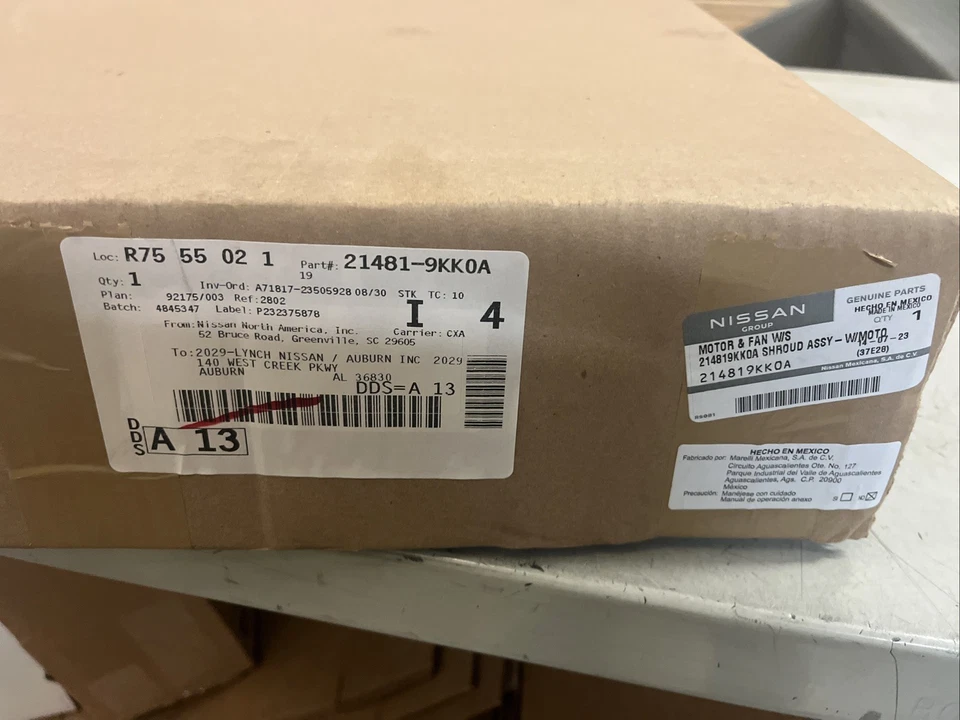 Loc: R75 55 02 1 Part#: 21481-9KK0A
19
Qty: 1 Inv-Ord: A71817-23505928 08/30 STK TC: 10
Plan: 92175/003 Ref: 2802 I 4
Batch: 4845347 Label: P232375878
From: Nissan North America, Inc. Carrier: CXA
52 Bruce Road, Greenville, SC 29605
To: 2029-LYNCH NISSAN / AUBURN INC 2029
140 WEST CREEK PKWY
AUBURN AL 36830
DDS=A 13
DDS A 13
NISSAN
GROUP
GENUINE PARTS
HECHO EN MEXICO
MADE IN MEXICO
QTY 1
MOTOR & FAN W/S
214819KK0A SHROUD ASSY-W/MOTO
07-23
214819KK0A (37E28)
Nissan Mexicana, S.A. de C.V.
R9001
HECHO EN MEXICO
Fabricado por: Marelli Mexicana, S.A. de C.V.
Circuito Aguascalientes Ote. No. 127
Parque Industrial del Valle de Aguascalientes
Aguascalientes, Ags. C.P. 20900
México
Precaución: Manéjese con cuidado
Manual de operación anexo SI NO